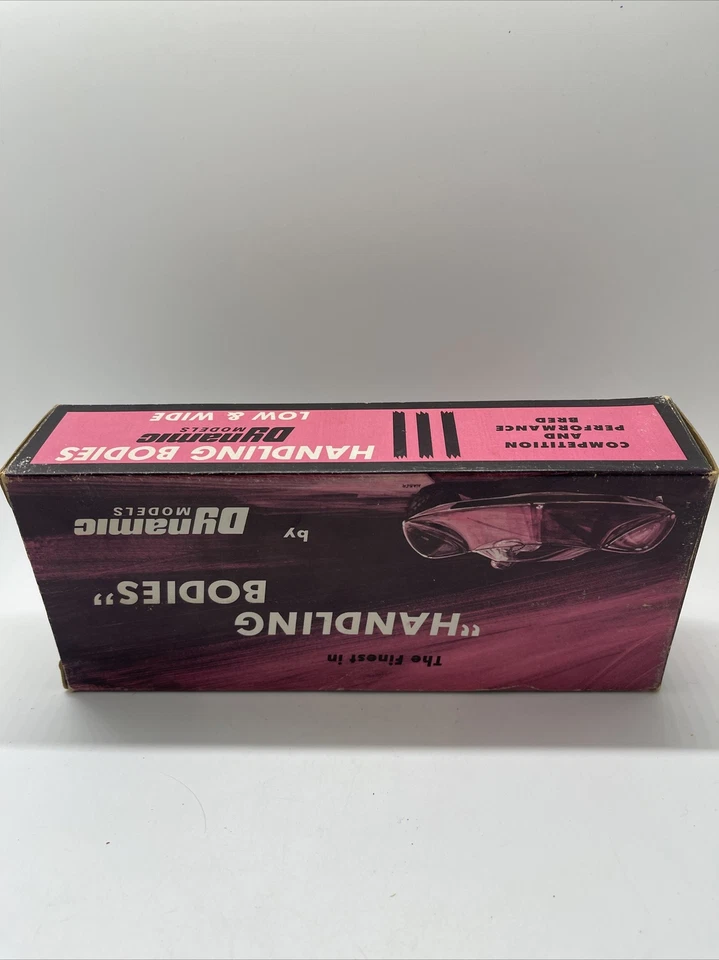 HANDLING BODIES
Dynamic
MODELS
LOW & WIDE
COMPETITION
AND
PERFORMANCE
BRED
The Finest in
"HANDLING
BODIES"
by Dynamic
MODELS